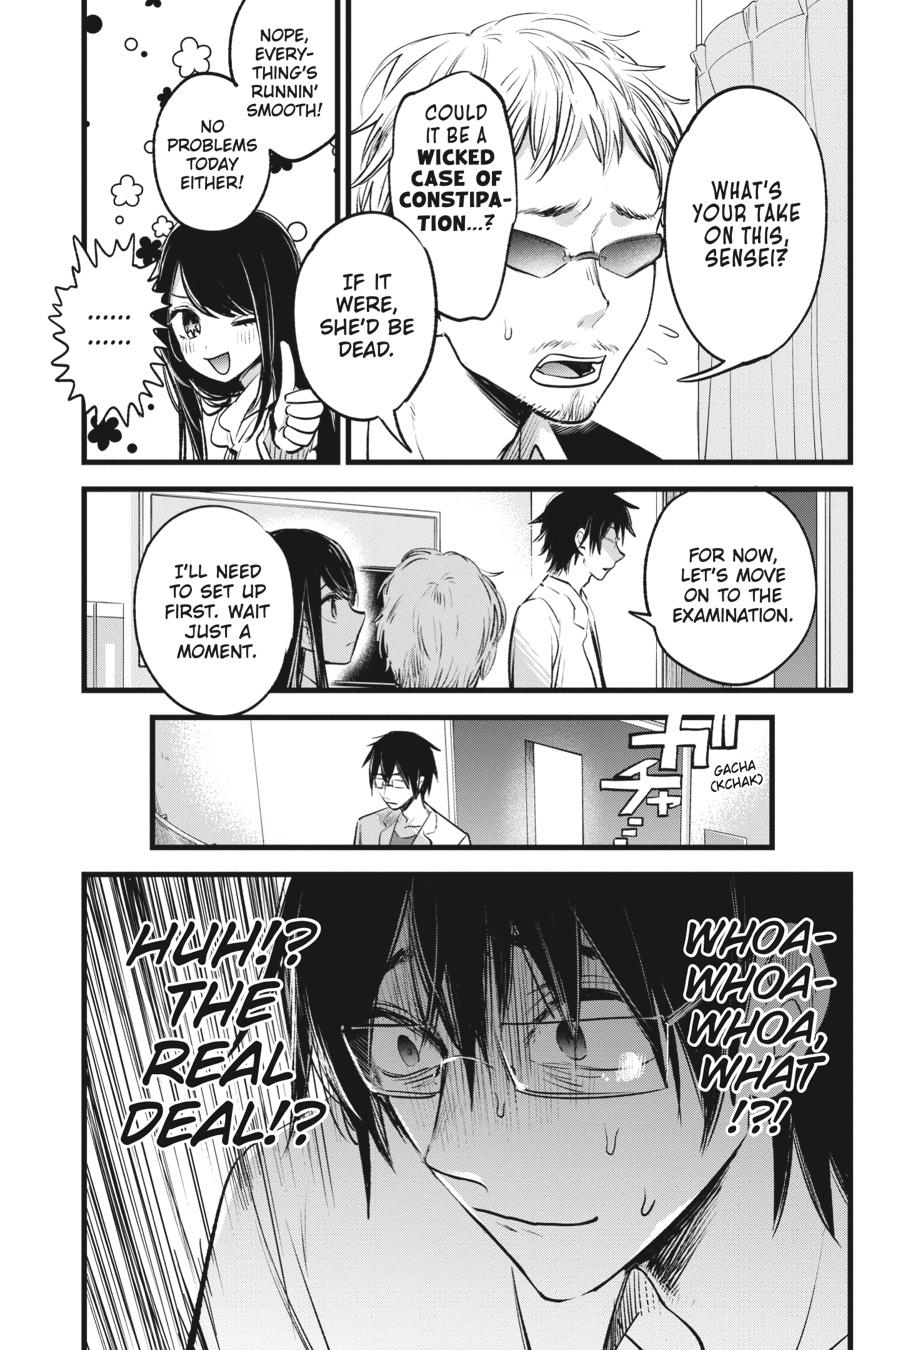 WHAT'S
YOUR TAKE
ON THIS,
SENSEI?
COULD
IT BE A
WICKED
CASE OF
CONSTIPA-
TION...?
IF IT
WERE,
SHE'D BE
DEAD.
NOPE,
EVERY-
THING'S
RUNNIN'
SMOOTH!
NO
PROBLEMS
TODAY
EITHER!
......
......
FOR NOW,
LET'S MOVE
ON TO THE
EXAMINATION.
I'LL NEED
TO SET UP
FIRST. WAIT
JUST A
MOMENT.
ガチャ...
GACHA
(KCHAK)
WHOA-
WHOA-
WHOA,
WHAT
!?!
HUH!?
THE
REAL
DEAL!?